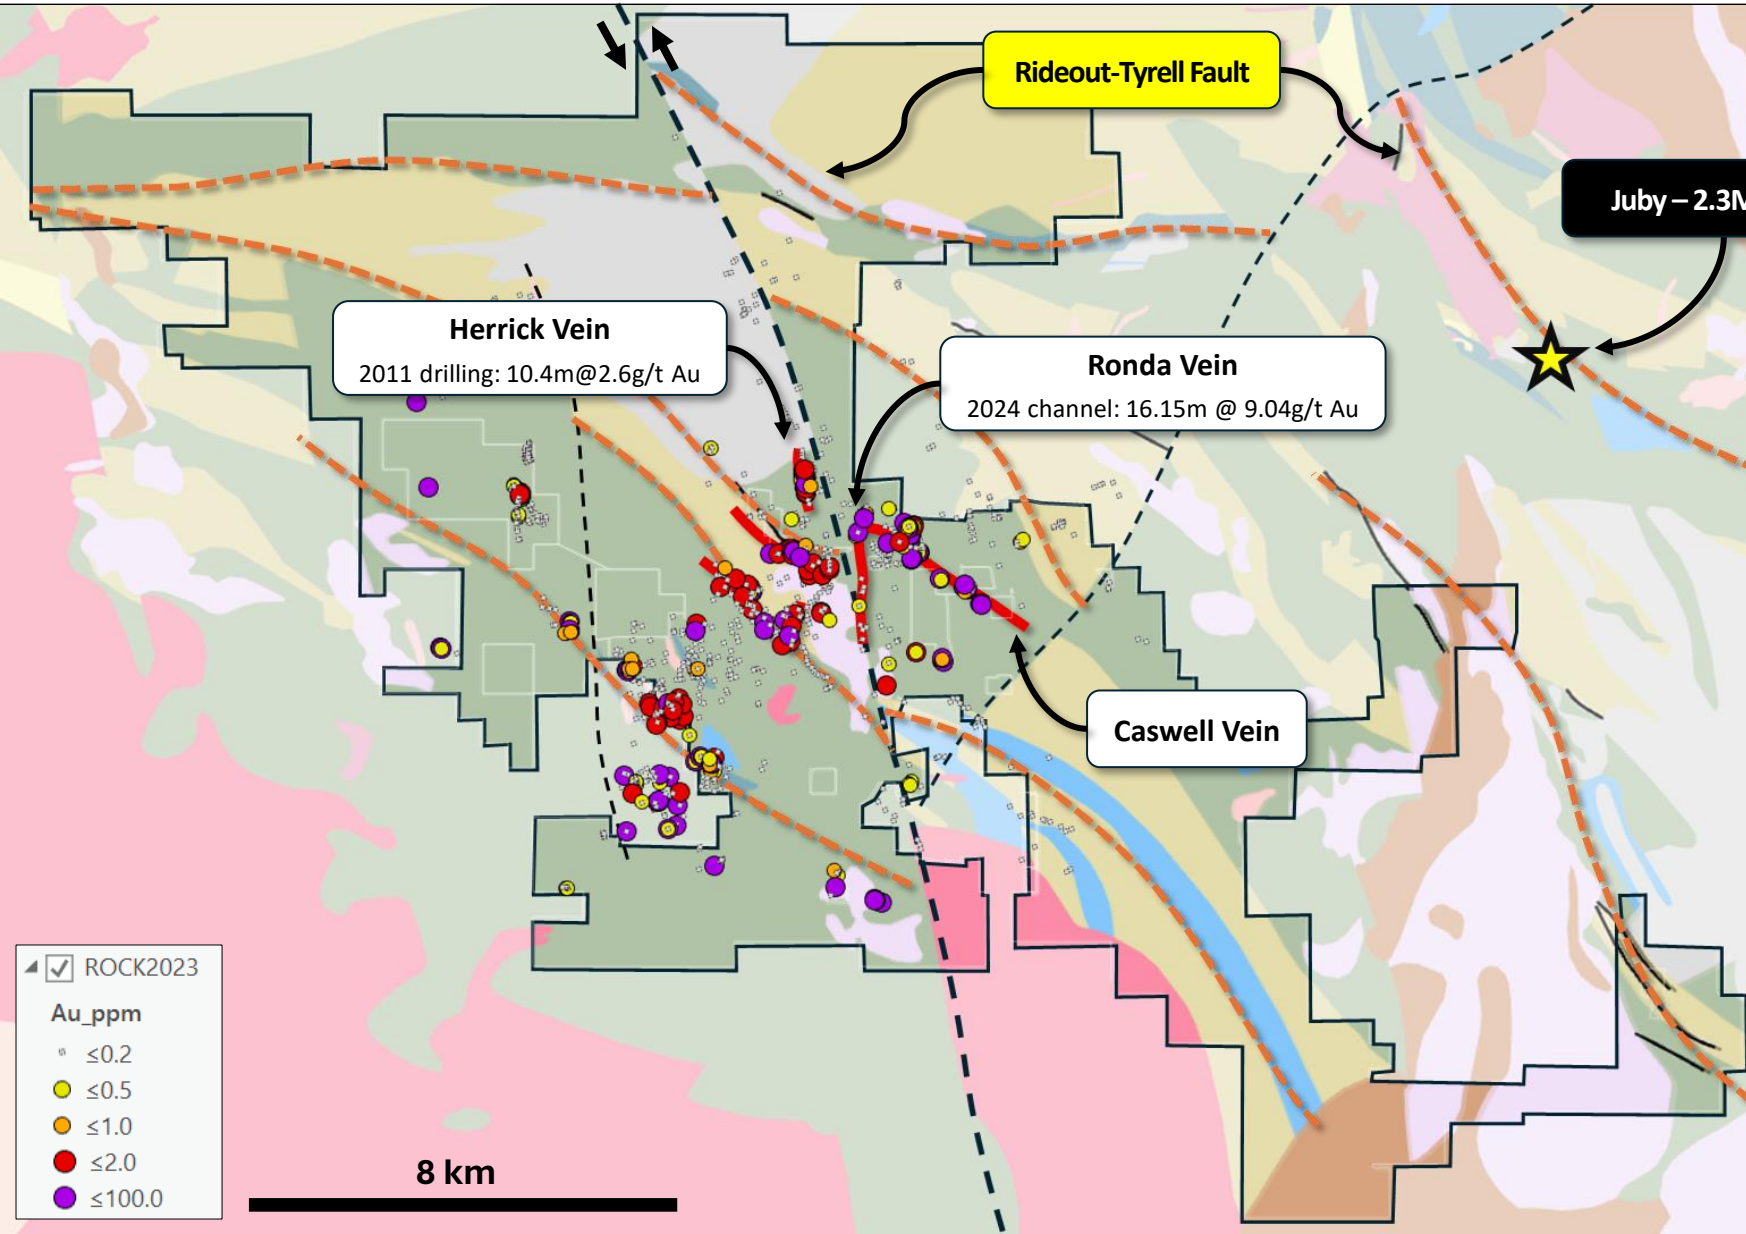 Rideout-Tyrell Fault
Juby – 2.3M
Herrick Vein
2011 drilling: 10.4m@2.6g/t Au
Ronda Vein
2024 channel: 16.15m @ 9.04g/t Au
Caswell Vein
ROCK2023
Au_ppm
≤0.2
≤0.5
≤1.0
≤2.0
≤100.0
8 km